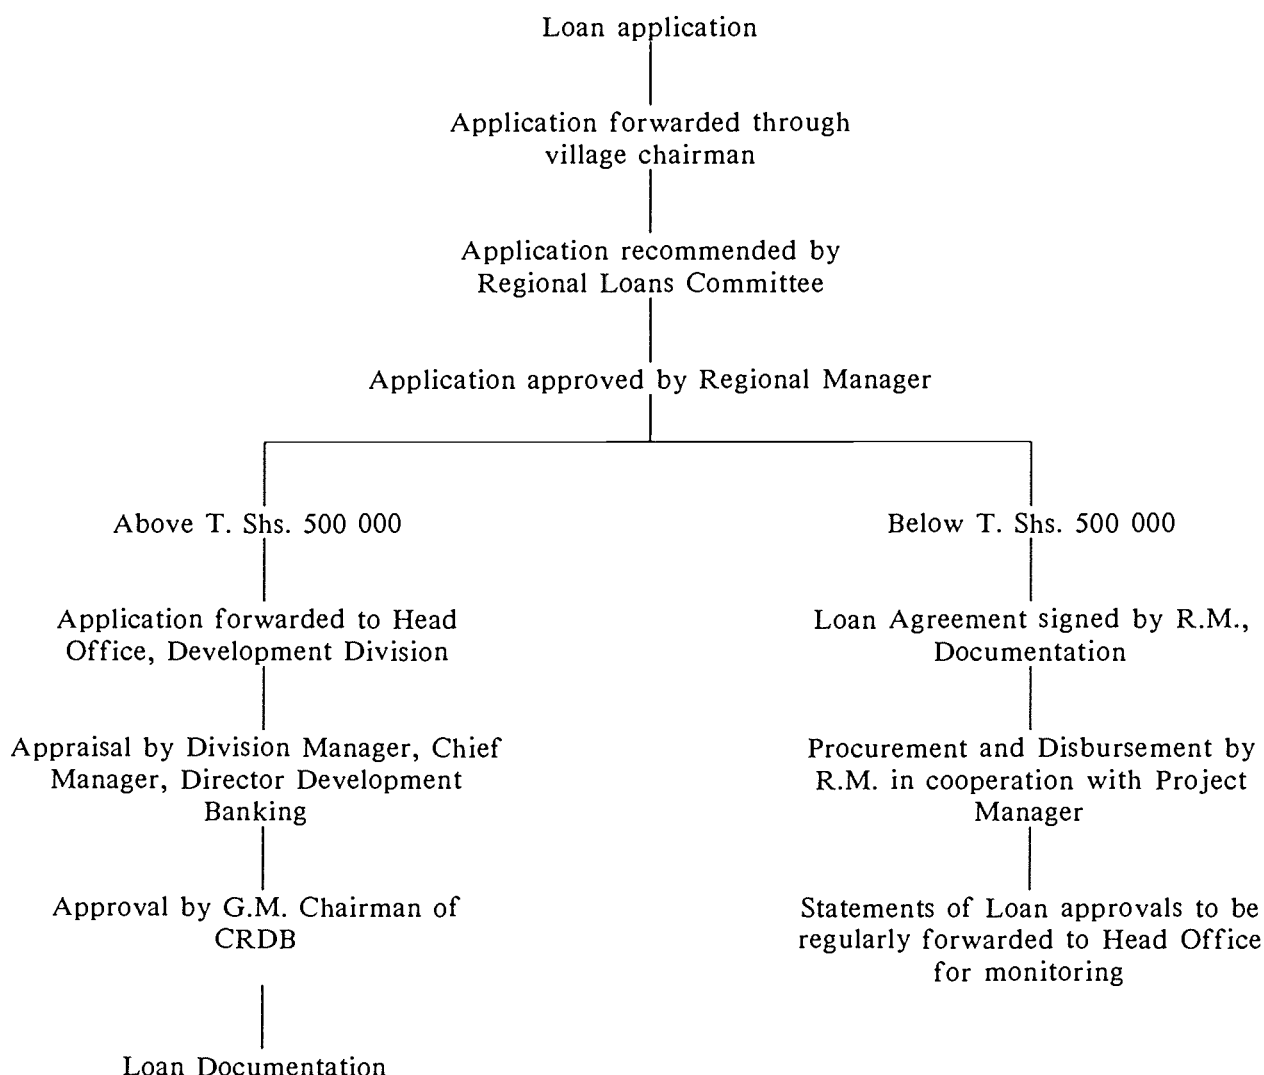 Loan application
Application forwarded through
village chairman
Application recommended by
Regional Loans Committee
Application approved by Regional Manager
Above T. Shs. 500 000
Application forwarded to Head
Office, Development Division
Appraisal by Division Manager, Chief
Manager, Director Development
Banking
Approval by G.M. Chairman of
CRDB
Loan Documentation
Below T. Shs. 500 000
Loan Agreement signed by R.M.,
Documentation
Procurement and Disbursement by
R.M. in cooperation with Project
Manager
Statements of Loan approvals to be
regularly forwarded to Head Office
for monitoring